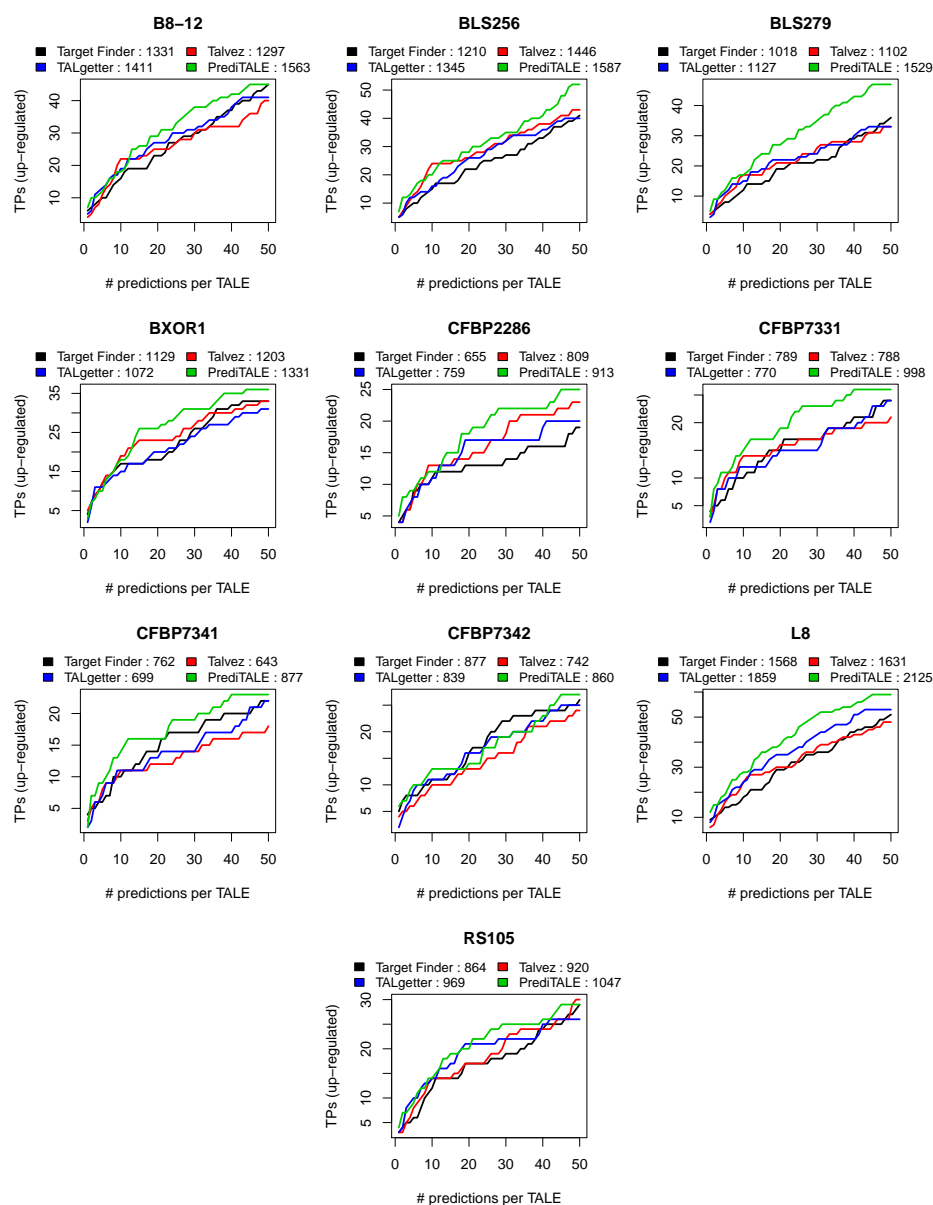 B8−12
Target Finder : 1331 Talvez : 1297
TALgetter : 1411 PrediTALE : 1563
TPs (up−regulated)
10 20 30 40
0 10 20 30 40 50
# predictions per TALE
BLS256
Target Finder : 1210 Talvez : 1446
TALgetter : 1345 PrediTALE : 1587
TPs (up−regulated)
10 20 30 40 50
0 10 20 30 40 50
# predictions per TALE
BLS279
Target Finder : 1018 Talvez : 1102
TALgetter : 1127 PrediTALE : 1529
TPs (up−regulated)
10 20 30 40
0 10 20 30 40 50
# predictions per TALE
BXOR1
Target Finder : 1129 Talvez : 1203
TALgetter : 1072 PrediTALE : 1331
TPs (up−regulated)
5 15 25 35
0 10 20 30 40 50
# predictions per TALE
CFBP2286
Target Finder : 655 Talvez : 809
TALgetter : 759 PrediTALE : 913
TPs (up−regulated)
5 10 15 20 25
0 10 20 30 40 50
# predictions per TALE
CFBP7331
Target Finder : 789 Talvez : 788
TALgetter : 770 PrediTALE : 998
TPs (up−regulated)
5 10 20
0 10 20 30 40 50
# predictions per TALE
CFBP7341
Target Finder : 762 Talvez : 643
TALgetter : 699 PrediTALE : 877
TPs (up−regulated)
5 10 15 20
0 10 20 30 40 50
# predictions per TALE
CFBP7342
Target Finder : 877 Talvez : 742
TALgetter : 839 PrediTALE : 860
TPs (up−regulated)
5 10 20
0 10 20 30 40 50
# predictions per TALE
L8
Target Finder : 1568 Talvez : 1631
TALgetter : 1859 PrediTALE : 2125
TPs (up−regulated)
10 30 50
0 10 20 30 40 50
# predictions per TALE
RS105
Target Finder : 864 Talvez : 920
TALgetter : 969 PrediTALE : 1047
TPs (up−regulated)
5 10 20 30
0 10 20 30 40 50
# predictions per TALE